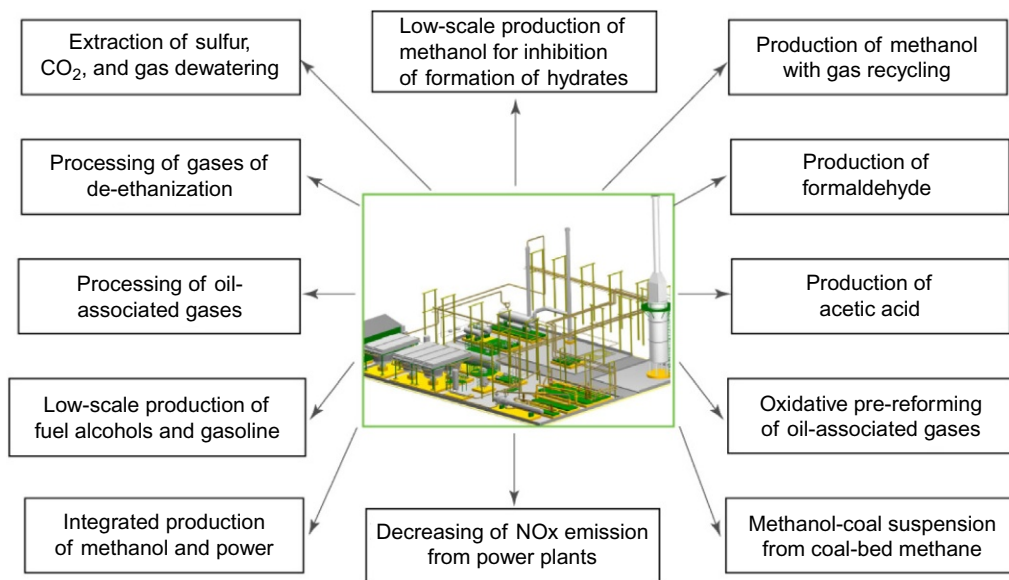 Extraction of sulfur,
CO₂, and gas dewatering
Low-scale production of
methanol for inhibition
of formation of hydrates
Production of methanol
with gas recycling
Processing of gases of
de-ethanization
Production of
formaldehyde
Processing of oil-
associated gases
Production of
acetic acid
Low-scale production of
fuel alcohols and gasoline
Oxidative pre-reforming
of oil-associated gases
Integrated production
of methanol and power
Decreasing of NOx emission
from power plants
Methanol-coal suspension
from coal-bed methane